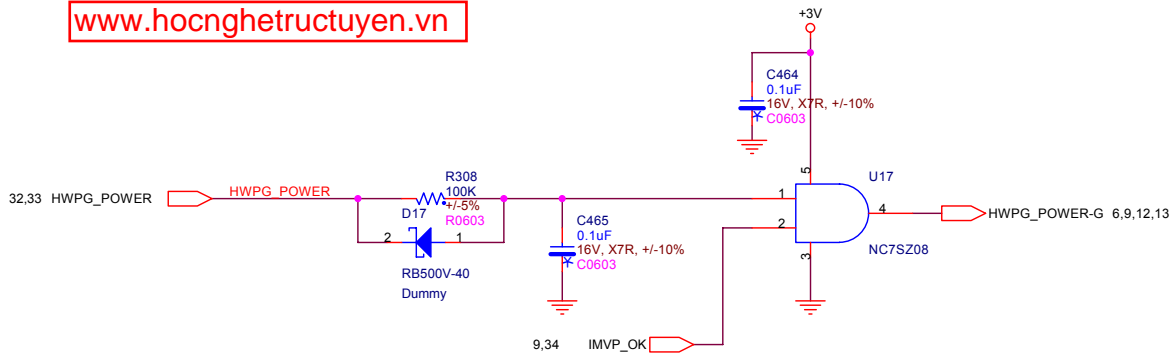 www.hocnghetructuyen.vn
+3V
C464
0.1uF
16V, X7R, +/-10%
C0603
5
U17
32,33 HWPG_POWER
HWPG_POWER
R308
100K
+/-5%
R0603
D17
2
1
RB500V-40
Dummy
C465
0.1uF
16V, X7R, +/-10%
C0603
1
2
4
3
NC7SZ08
HWPG_POWER-G 6,9,12,13
9,34 IMVP_OK